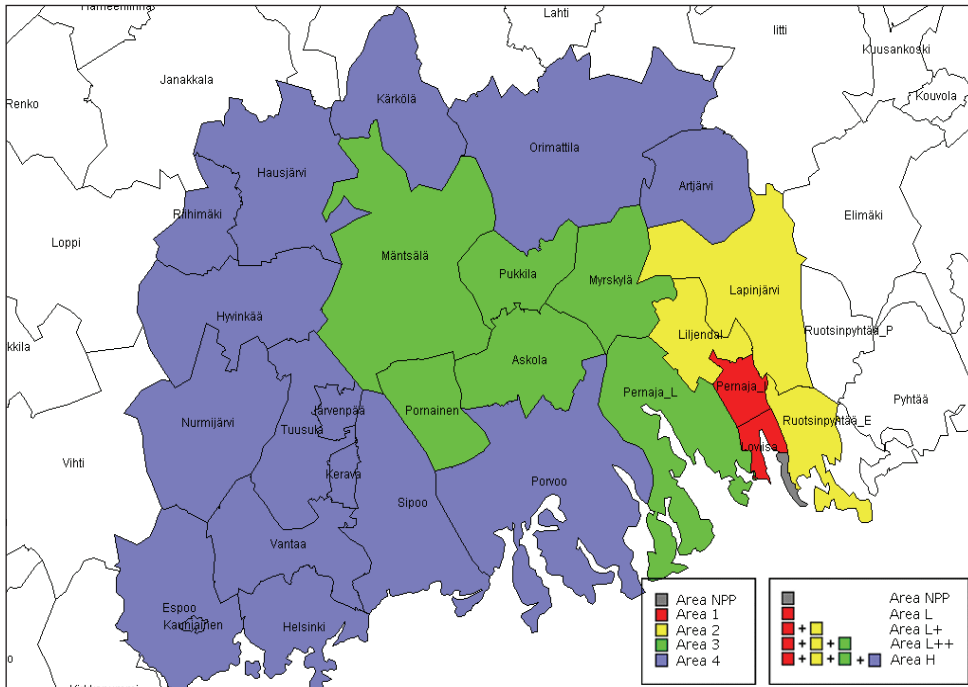 Lahti
Iitti
Kuusankoski
Janakkala
Kouvola
Renko
Kärkölä
Orimattila
Hausjärvi
Artjärvi
Riihimäki
Elimäki
Loppi
Mäntsälä
Pukkila
Myrskylä
Lapinjärvi
Hyvinkää
Ruotsinpyhtää_P
Liljendal
kkila
Askola
Pernaja_L
Pyhtää
Järvenpää
Pornainen
Nurmijärvi
Ruotsinpyhtää_E
Tuusula
Loviisa
Vihti
Kerava
Porvoo
Sipoo
Vantaa
Espoo
Kauniainen
Helsinki
Area NPP
Area 1
Area 2
Area 3
Area 4
Area NPP
Area L
+ Area L+
+ + Area L++
+ + + Area H